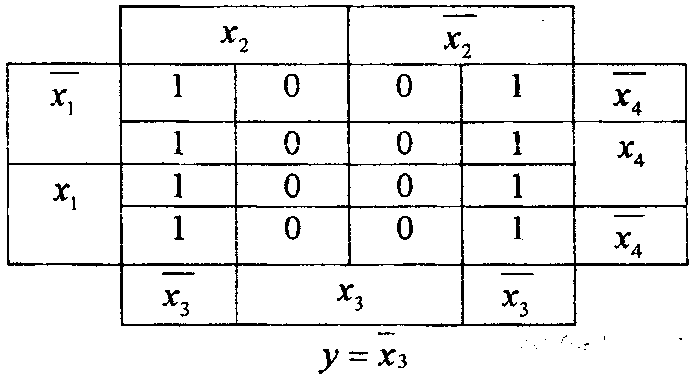 x₂ x̅₂
x̅₁ 1 0 0 1 x̅₄
1 0 0 1 x₄
x₁ 1 0 0 1
1 0 0 1 x̅₄
x̅₃ x₃ x̅₃
y = x̅₃